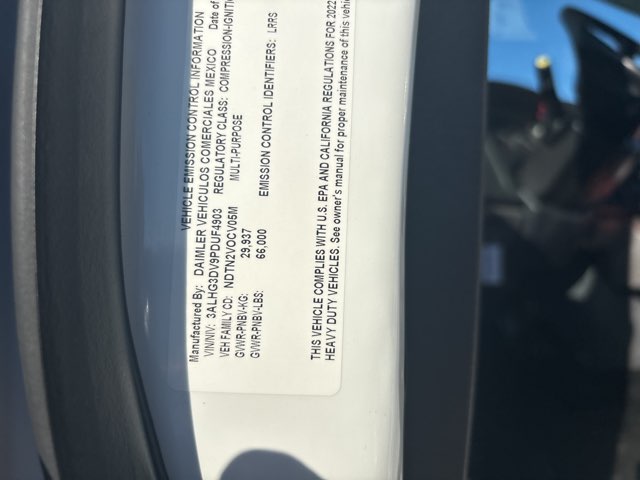 VEHICLE EMISSION CONTROL INFORMATION
Manufactured By: DAIMLER VEHICULOS COMERCIALES MEXICO Date of
VIN/NIV: 3ALHG3DV9PDUF4903 REGULATORY CLASS: COMPRESSION-IGNITI
VEH FAMILY CD: NDTN2VOCV05M MULTI-PURPOSE
GVWR-PNBV-KG: 29,937
GVWR-PNBV-LBS: 66,000 EMISSION CONTROL IDENTIFIERS: LRRS
THIS VEHICLE COMPLIES WITH U.S. EPA AND CALIFORNIA REGULATIONS FOR 2022
HEAVY DUTY VEHICLES. See owner's manual for proper maintenance of this vehi